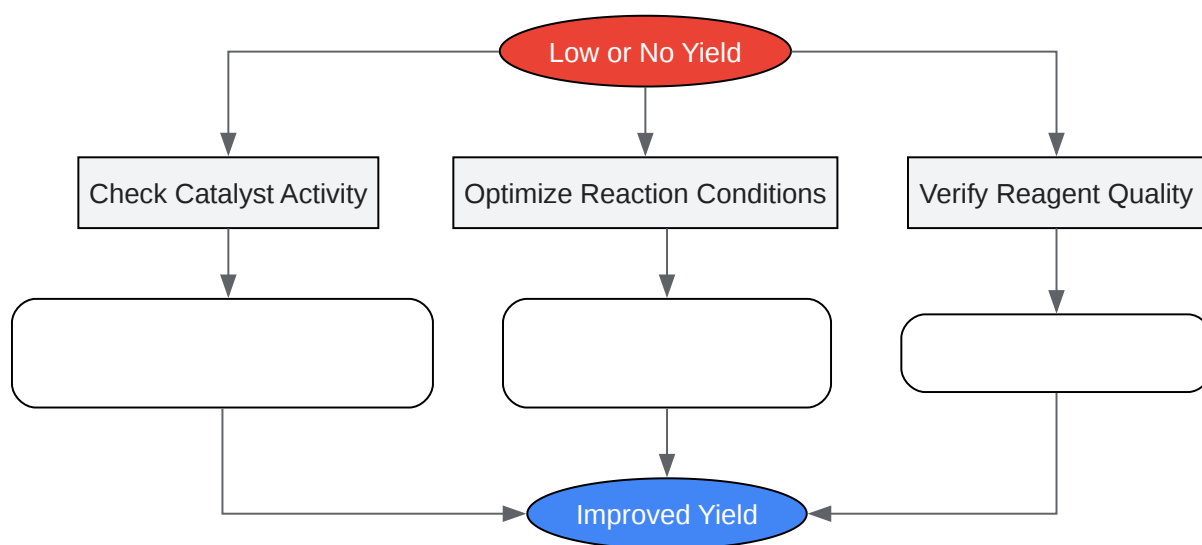 Low or No Yield
Check Catalyst Activity
Optimize Reaction Conditions
Verify Reagent Quality
Improved Yield